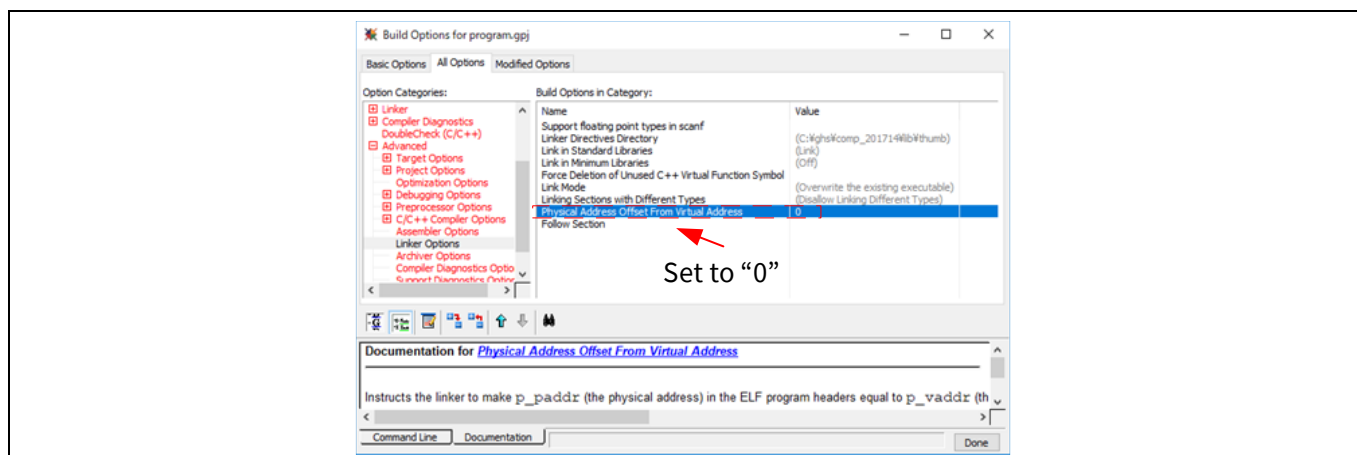 Build Options for program.gpj
Basic Options All Options Modified Options
Option Categories: Build Options in Category:
Linker
Compiler Diagnostics
DoubleCheck (C/C++)
Advanced
Target Options
Project Options
Optimization Options
Debugging Options
Preprocessor Options
C/C++ Compiler Options
Assembler Options
Linker Options
Archiver Options
Compiler Diagnostics Optio
Support Diagnostics Option
Name Value
Support floating point types in scanf
Linker Directives Directory (C:¥ghs¥comp_201714¥lib¥thumb)
Link in Standard Libraries (Link)
Link in Minimum Libraries (Off)
Force Deletion of Unused C++ Virtual Function Symbol
Link Mode (Overwrite the existing executable)
Linking Sections with Different Types (Disallow Linking Different Types)
Physical Address Offset From Virtual Address 0
Follow Section
Set to “0”
Documentation for Physical Address Offset From Virtual Address
Instructs the linker to make p_paddr (the physical address) in the ELF program headers equal to p_vaddr (th
Command Line Documentation
Done